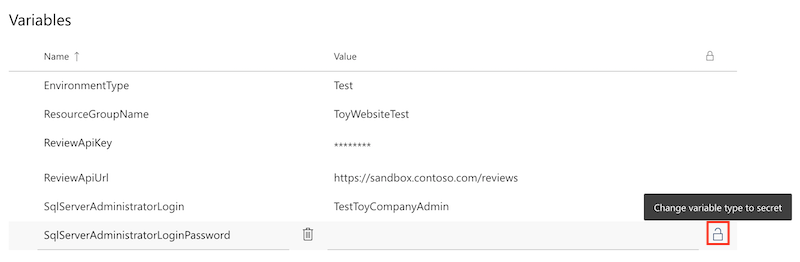 Variables
Name ↑ Value
EnvironmentType Test
ResourceGroupName ToyWebsiteTest
ReviewApiKey ********
ReviewApiUrl https://sandbox.contoso.com/reviews
SqlServerAdministratorLogin TestToyCompanyAdmin
Change variable type to secret
SqlServerAdministratorLoginPassword